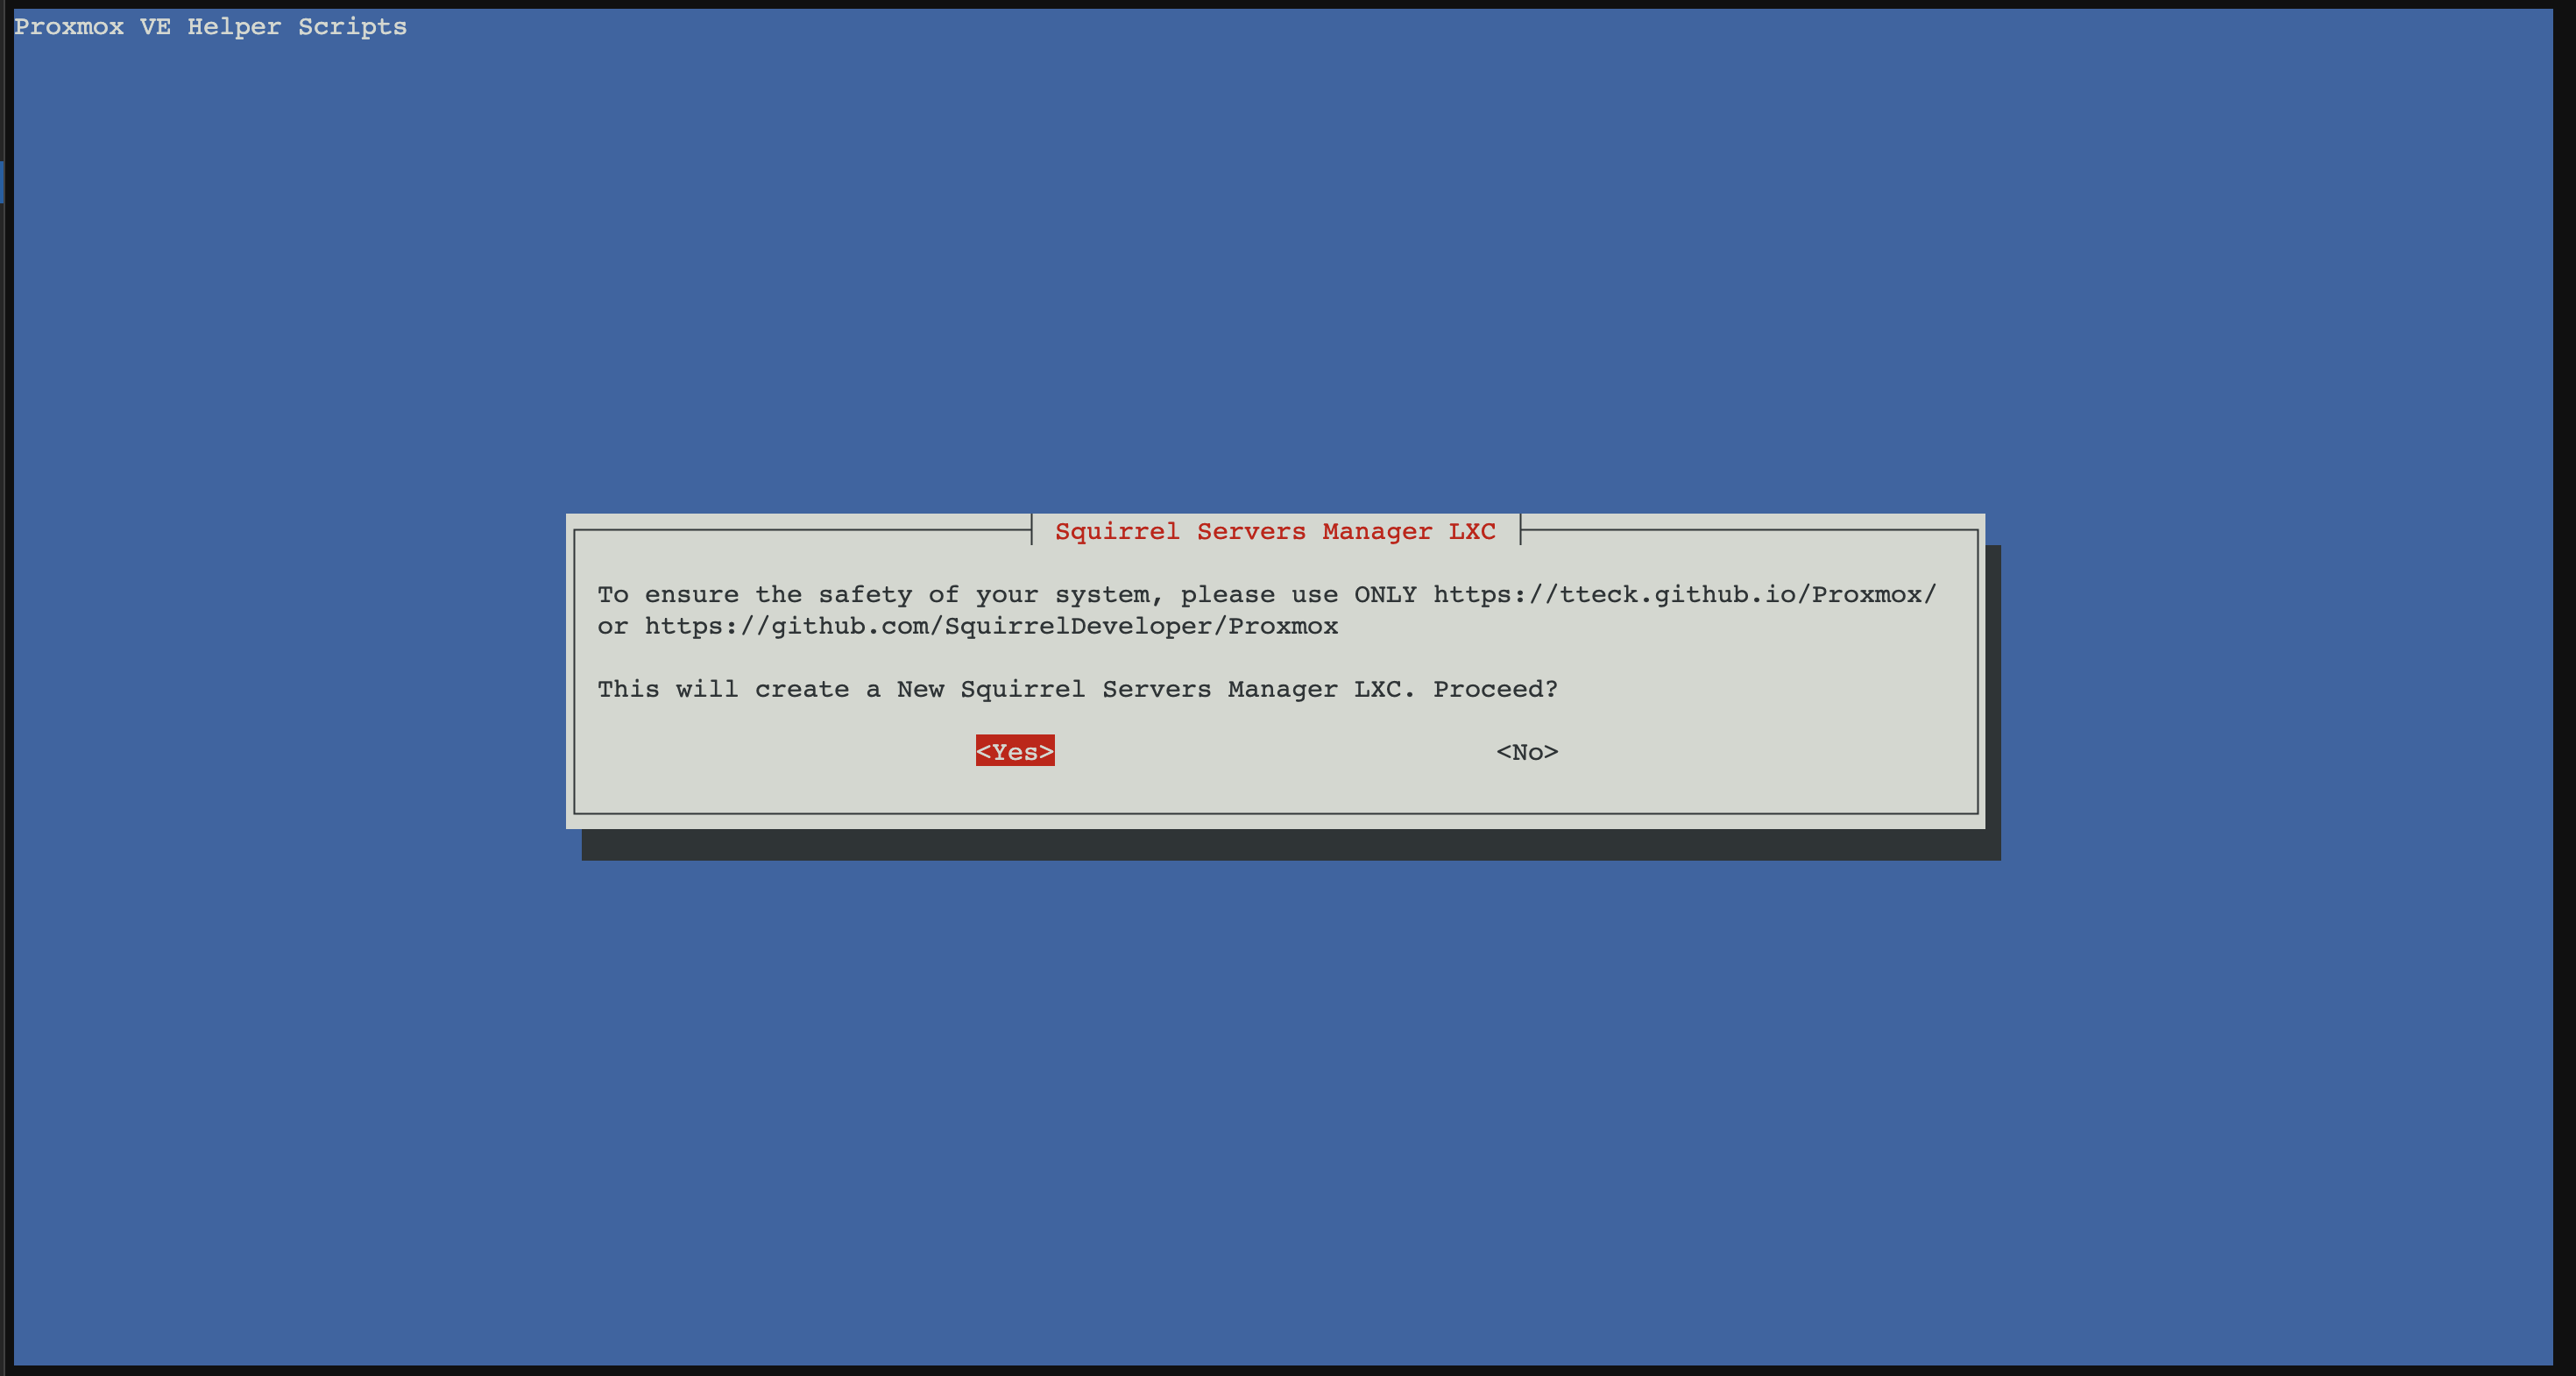 Proxmox VE Helper Scripts
Squirrel Servers Manager LXC
To ensure the safety of your system, please use ONLY https://tteck.github.io/Proxmox/
or https://github.com/SquirrelDeveloper/Proxmox
This will create a New Squirrel Servers Manager LXC. Proceed?
<Yes> <No>